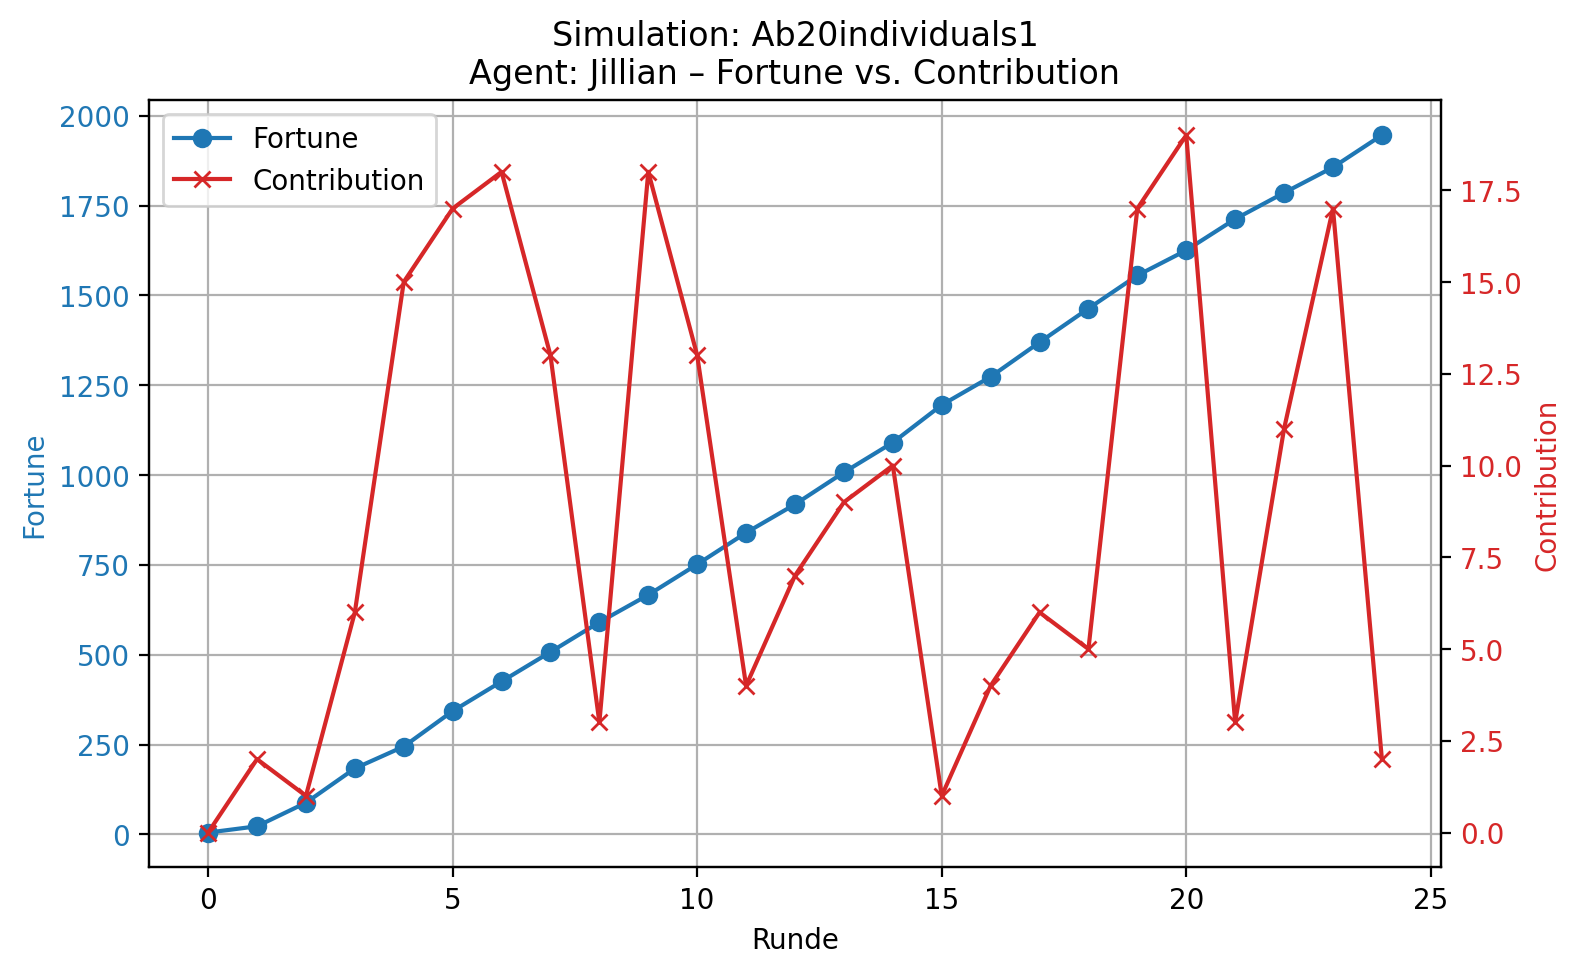 Simulation: Ab20individuals1
Agent: Jillian – Fortune vs. Contribution
Fortune
Contribution
2000
1750
1500
1250
1000
750
500
250
0
Fortune
17.5
15.0
12.5
10.0
7.5
5.0
2.5
0.0
Contribution
0 5 10 15 20 25
Runde